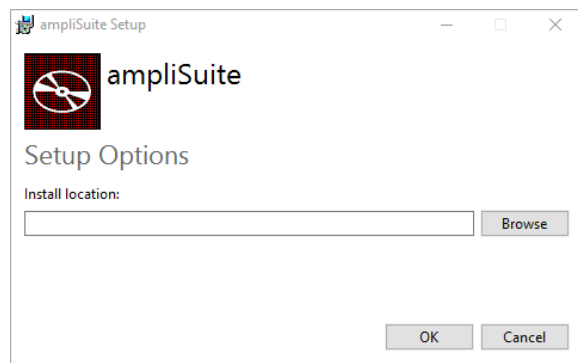 ampliSuite Setup
ampliSuite
Setup Options
Install location:
Browse
OK Cancel